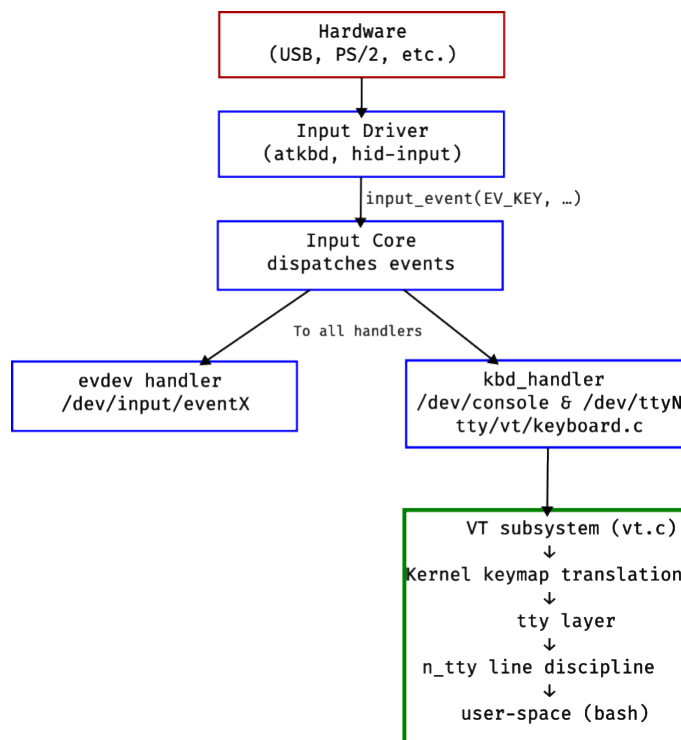 Hardware
(USB, PS/2, etc.)
Input Driver
(atkbd, hid-input)
input_event(EV_KEY, …)
Input Core
dispatches events
To all handlers
evdev handler
/dev/input/eventX
kbd_handler
/dev/console & /dev/ttyN
tty/vt/keyboard.c
VT subsystem (vt.c)
↓
Kernel keymap translation
↓
tty layer
↓
n_tty line discipline
↓
user-space (bash)